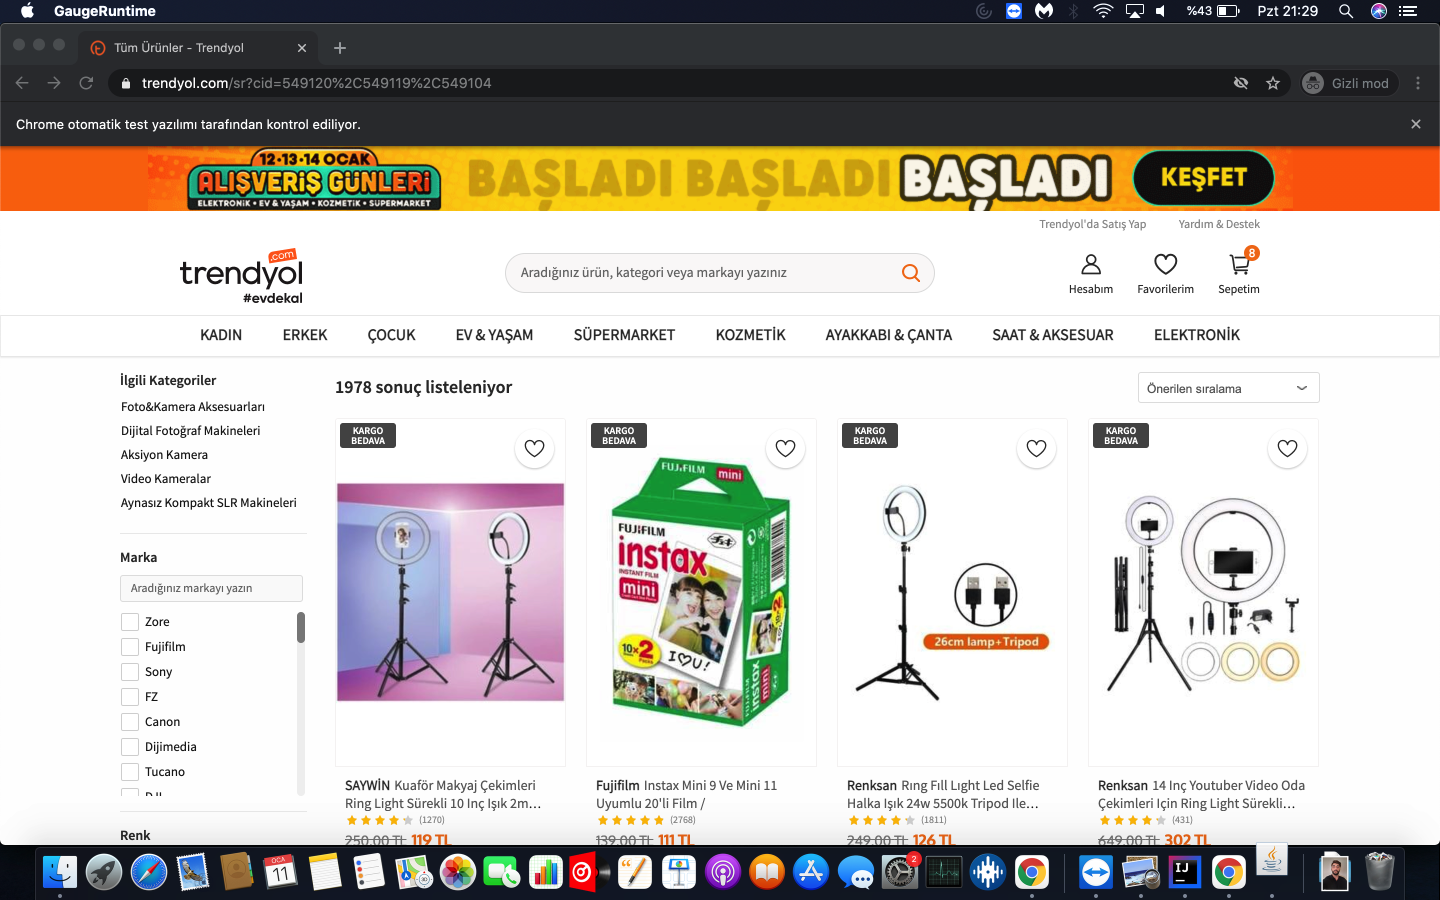 GaugeRuntime
%43
Pzt 21:29
Tüm Ürünler - Trendyol
trendyol.com/sr?cid=549120%2C549119%2C549104
Gizli mod
Chrome otomatik test yazılımı tarafından kontrol ediliyor.
12-13-14 OCAK
ALIŞVERİŞ GÜNLERİ
ELEKTRONİK • EV & YAŞAM • KOZMETİK • SÜPERMARKET
BAŞLADI BAŞLADI BAŞLADI
KEŞFET
Trendyol'da Satış Yap
Yardım & Destek
trendyol
.com
#evdekal
Aradığınız ürün, kategori veya markayı yazınız
Hesabım
Favorilerim
8
Sepetim
KADIN ERKEK ÇOCUK EV & YAŞAM SÜPERMARKET KOZMETİK AYAKKABI & ÇANTA SAAT & AKSESUAR ELEKTRONİK
İlgili Kategoriler
Foto&Kamera Aksesuarları
Dijital Fotoğraf Makineleri
Aksiyon Kamera
Video Kameralar
Aynasız Kompakt SLR Makineleri
Marka
Aradığınız markayı yazın
Zore
Fujifilm
Sony
FZ
Canon
Dijimedia
Tucano
Renk
1978 sonuç listeleniyor
Önerilen sıralama
KARGO
BEDAVA
SAYWİN Kuaför Makyaj Çekimleri
Ring Light Sürekli 10 Inç Işık 2m…
(1270)
250.00 TL 119 TL
KARGO
BEDAVA
FUJIFILM
mini
FUJIFILM
instax
INSTANT FILM
mini
10x2
I♡U!
instax
mini
Fujifilm Instax Mini 9 Ve Mini 11
Uyumlu 20'li Film /
(2768)
139.00 TL 111 TL
KARGO
BEDAVA
26cm lamp+Tripod
Renksan Rıng Fıll Lıght Led Selfie
Halka Işık 24w 5500k Tripod Ile…
(1811)
249.00 TL 126 TL
KARGO
BEDAVA
Renksan 14 Inç Youtuber Video Oda
Çekimleri Için Ring Light Sürekli…
(431)
649.00 TL 302 TL
OCA
11
2
IJ